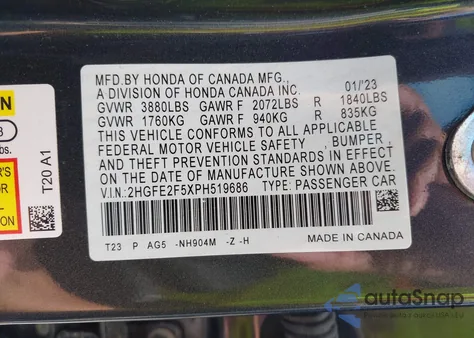 MFD.BY HONDA OF CANADA MFG.,
A DIVISION OF HONDA CANADA INC. 01/'23
GVWR 3880LBS GAWR F 2072LBS R 1840LBS
GVWR 1760KG GAWR F 940KG R 835KG
THIS VEHICLE CONFORMS TO ALL APPLICABLE
FEDERAL MOTOR VEHICLE SAFETY , BUMPER ,
AND THEFT PREVENTION STANDARDS IN EFFECT
ON THE DATE OF MANUFACTURE SHOWN ABOVE.
V.I.N.: 2HGFE2F5XPH519686 TYPE: PASSENGER CAR
T23 P AG5 -NH904M -Z -H MADE IN CANADA
T20 A1
autoSnap